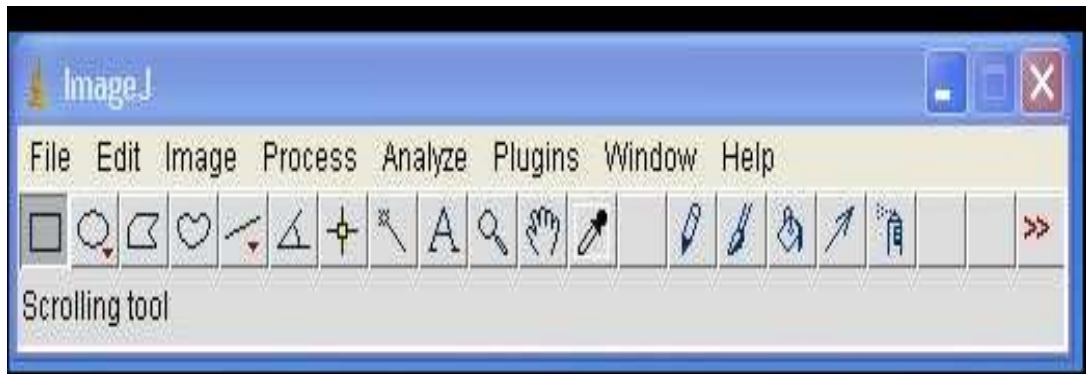 ImageJ
File Edit Image Process Analyze Plugins Window Help
A >>
Scrolling tool